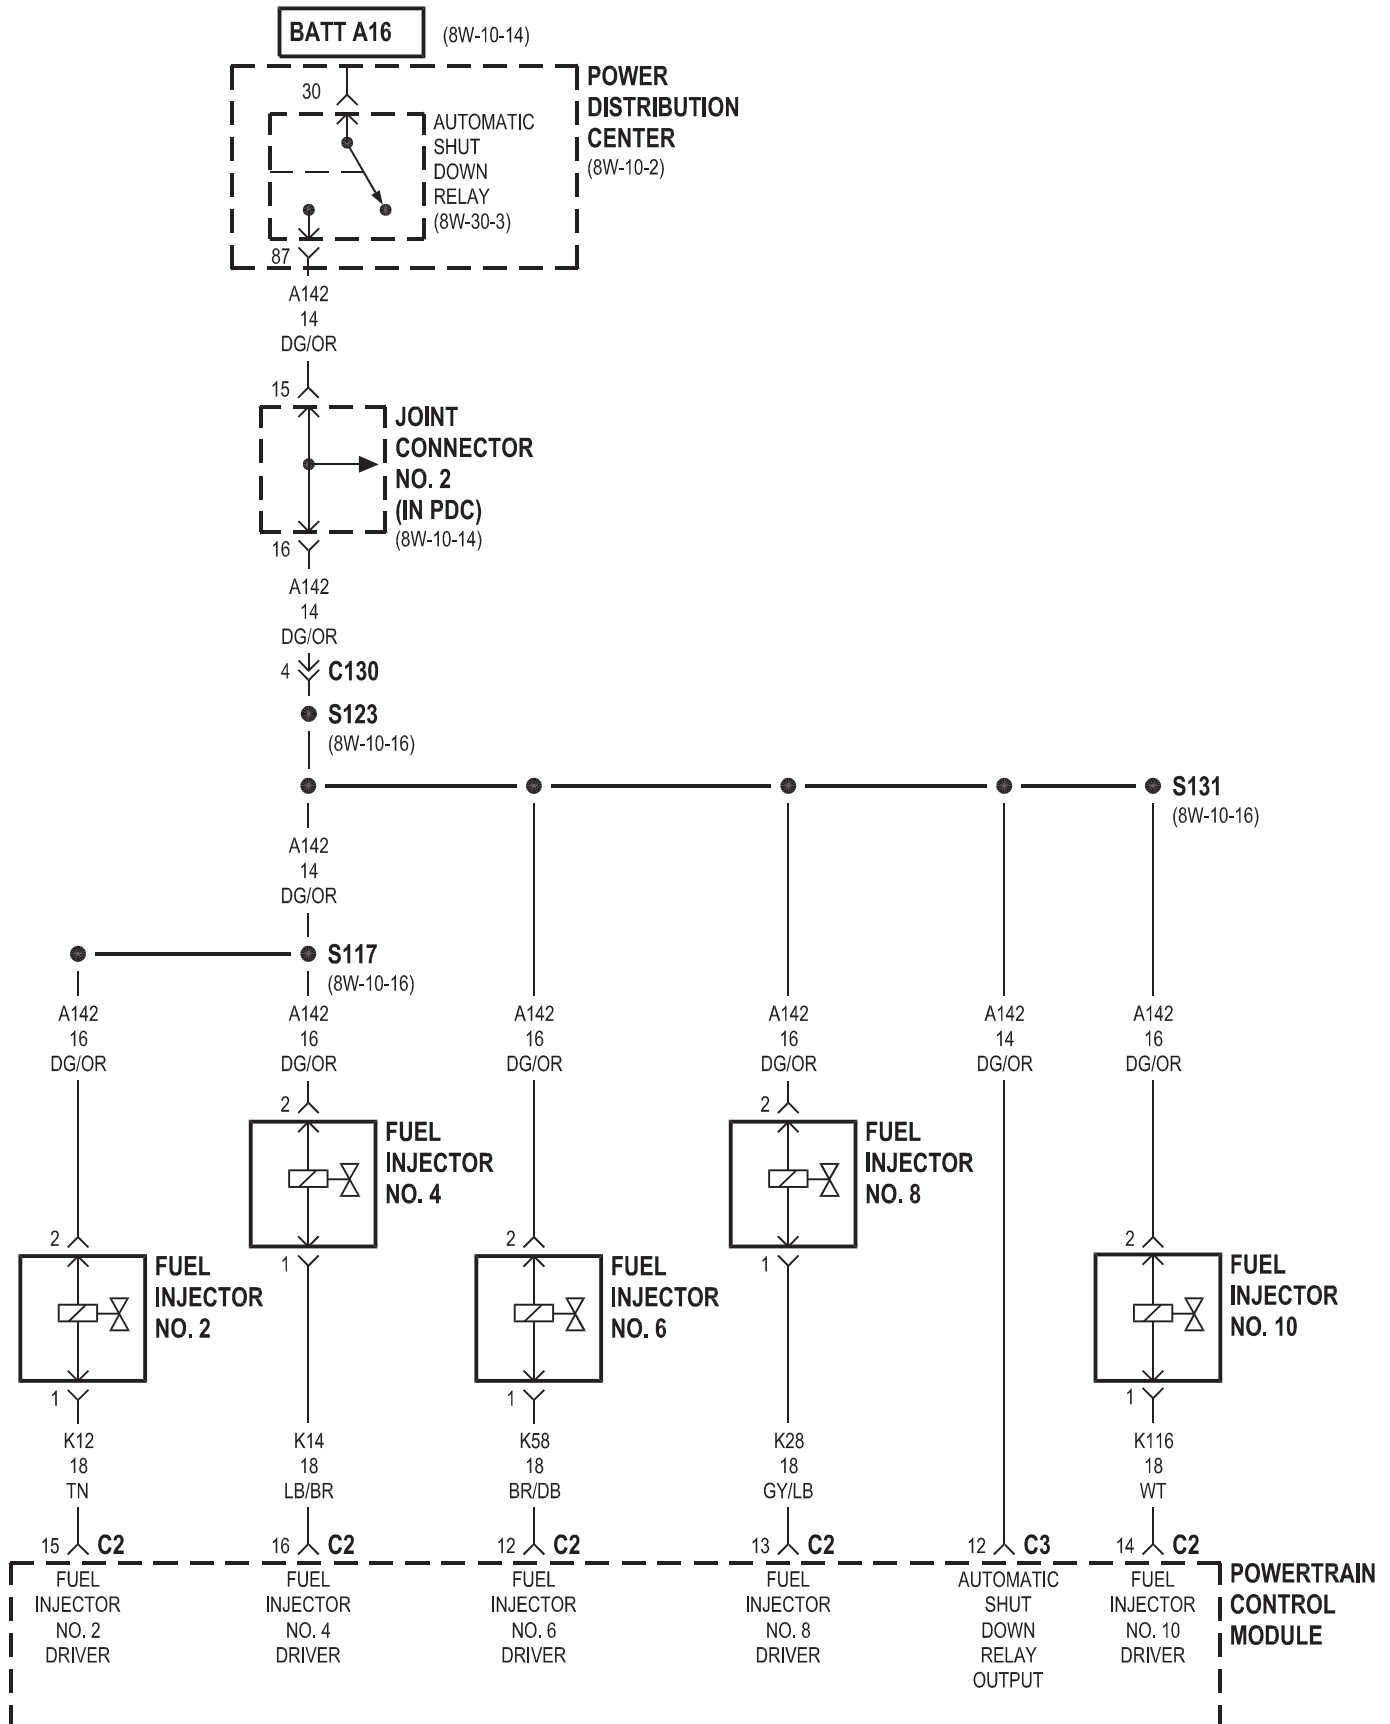 BATT A16
(8W-10-14)
POWER
DISTRIBUTION
CENTER
(8W-10-2)
30
AUTOMATIC
SHUT
DOWN
RELAY
(8W-30-3)
87
A142
14
DG/OR
15
JOINT
CONNECTOR
NO. 2
(IN PDC)
(8W-10-14)
16
A142
14
DG/OR
4
C130
S123
(8W-10-16)
S131
(8W-10-16)
A142
14
DG/OR
S117
(8W-10-16)
A142
16
DG/OR
A142
16
DG/OR
A142
16
DG/OR
A142
16
DG/OR
A142
14
DG/OR
A142
16
DG/OR
2
FUEL
INJECTOR
NO. 4
1
2
FUEL
INJECTOR
NO. 8
1
2
FUEL
INJECTOR
NO. 2
1
2
FUEL
INJECTOR
NO. 6
1
2
FUEL
INJECTOR
NO. 10
1
K12
18
TN
K14
18
LB/BR
K58
18
BR/DB
K28
18
GY/LB
K116
18
WT
15 C2
16 C2
12 C2
13 C2
12 C3
14 C2
FUEL
INJECTOR
NO. 2
DRIVER
FUEL
INJECTOR
NO. 4
DRIVER
FUEL
INJECTOR
NO. 6
DRIVER
FUEL
INJECTOR
NO. 8
DRIVER
AUTOMATIC
SHUT
DOWN
RELAY
OUTPUT
FUEL
INJECTOR
NO. 10
DRIVER
POWERTRAIN
CONTROL
MODULE